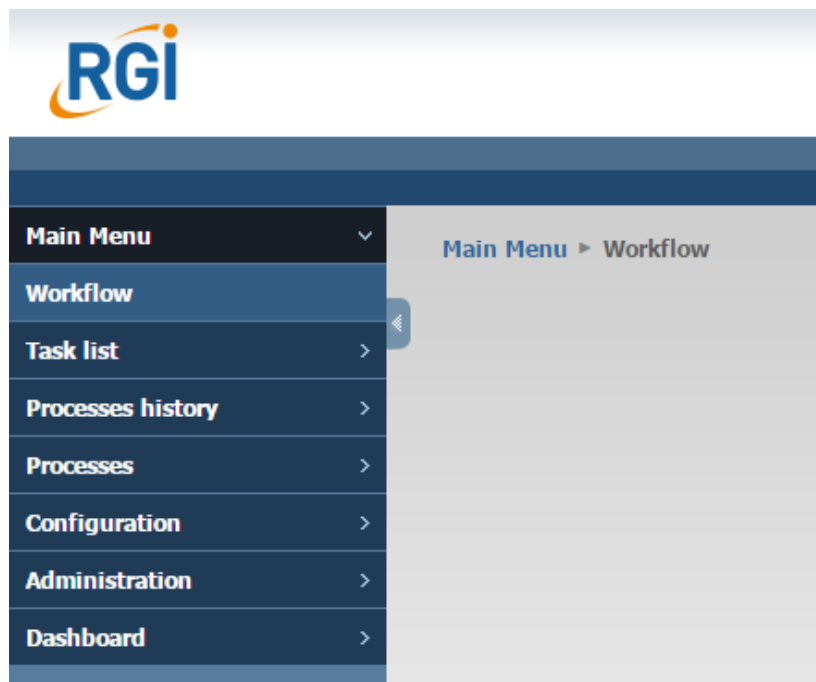 RGI
Main Menu
Workflow
Task list
Processes history
Processes
Configuration
Administration
Dashboard
Main Menu ► Workflow